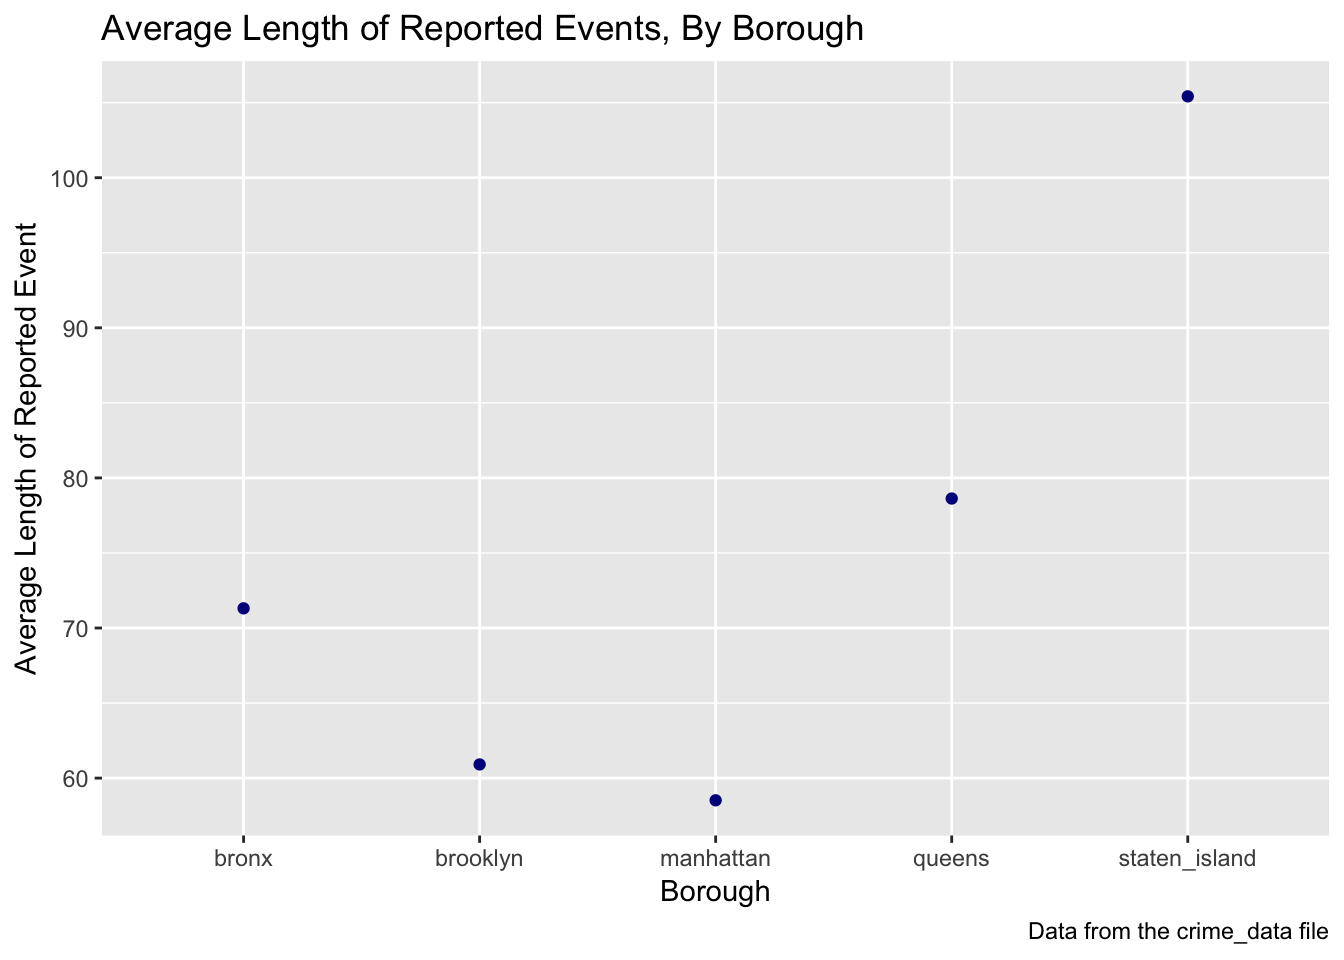 Average Length of Reported Events, By Borough
Average Length of Reported Event
100
90
80
70
60
bronx brooklyn manhattan queens staten_island
Borough
Data from the crime_data file